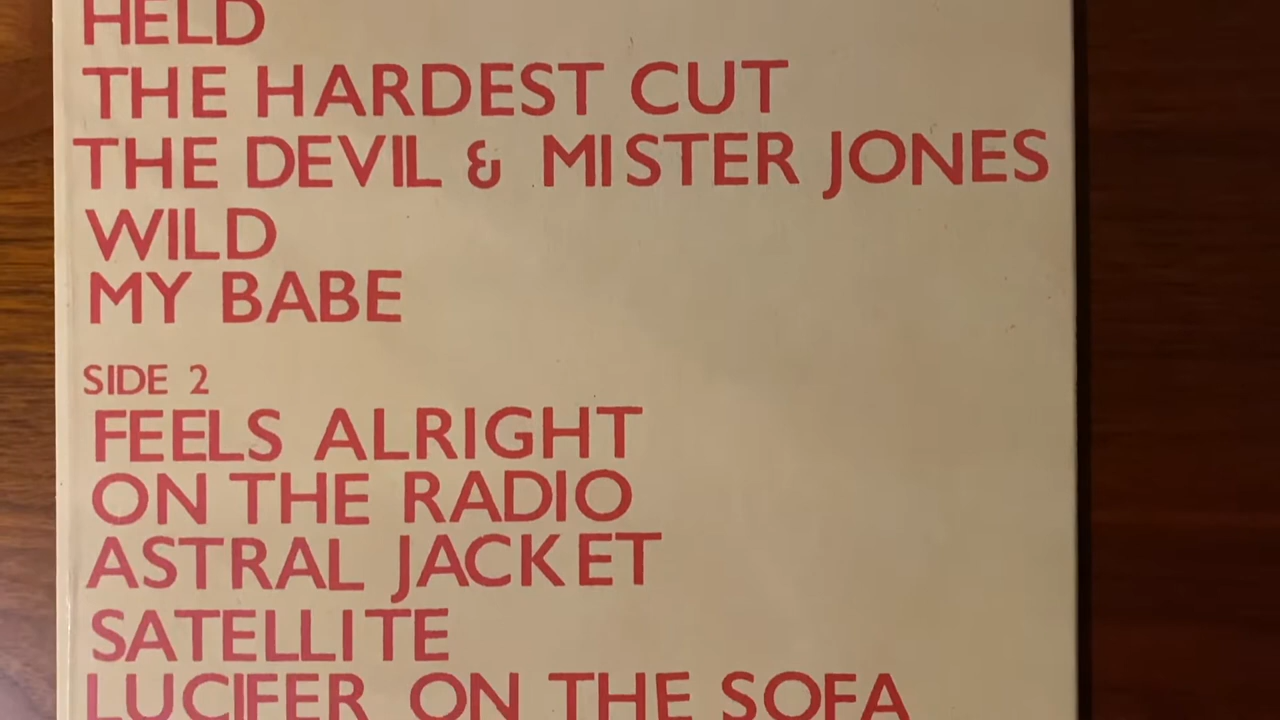 HELD
THE HARDEST CUT
THE DEVIL & MISTER JONES
WILD
MY BABE
SIDE 2
FEELS ALRIGHT
ON THE RADIO
ASTRAL JACKET
SATELLITE
LUCIFER ON THE SOFA